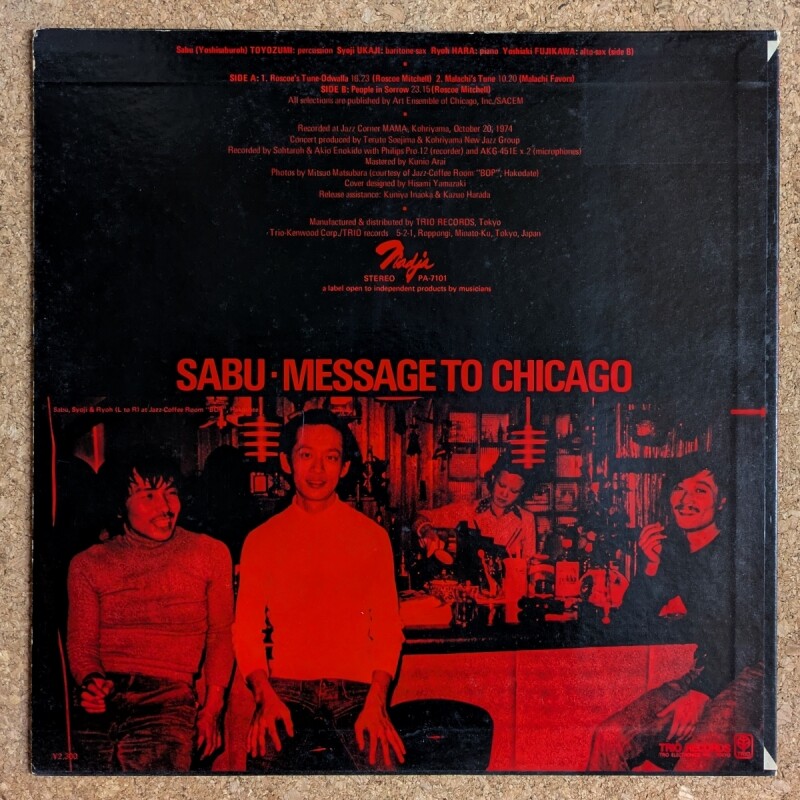 Sabu (Yoshisaburoh) TOYOZUMI: percussion Syoji UKAJI: baritone-sax Ryoh HARA: piano Yoshiaki FUJIKAWA: alto-sax (side B)
SIDE A: 1. Roscoe's Tune-Odwalla 16.23 (Roscoe Mitchell) 2. Malachi's Tune 10.20 (Malachi Favors)
SIDE B: People in Sorrow 23.15 (Roscoe Mitchell)
All selections are published by Art Ensemble of Chicago, Inc./SACEM
Recorded at Jazz Corner MAMA, Kohriyama, October 20, 1974
Concert produced by Teruto Soejima & Kohriyama New Jazz Group
Recorded by Sahtaroh & Akio Enokido with Philips Pro.12 (recorder) and AKG-451E x 2 (microphones)
Mastered by Kunio Arai
Photos by Mitsuo Matsubura (courtesy of Jazz-Coffee Room "BOP", Hakodate)
Cover designed by Hisami Yamazaki
Release assistance: Kuniya Inaoka & Kazuo Harada
Manufactured & distributed by TRIO RECORDS, Tokyo
Trio-Kenwood Corp./TRIO records 5-2-1, Roppongi, Minato-Ku, Tokyo, Japan
Nadja
STEREO PA-7101
a label open to independent products by musicians
SABU · MESSAGE TO CHICAGO
Sabu, Syoji & Ryoh (L to R) at Jazz-Coffee Room "BOP",
¥2,300
TRIO RECORDS